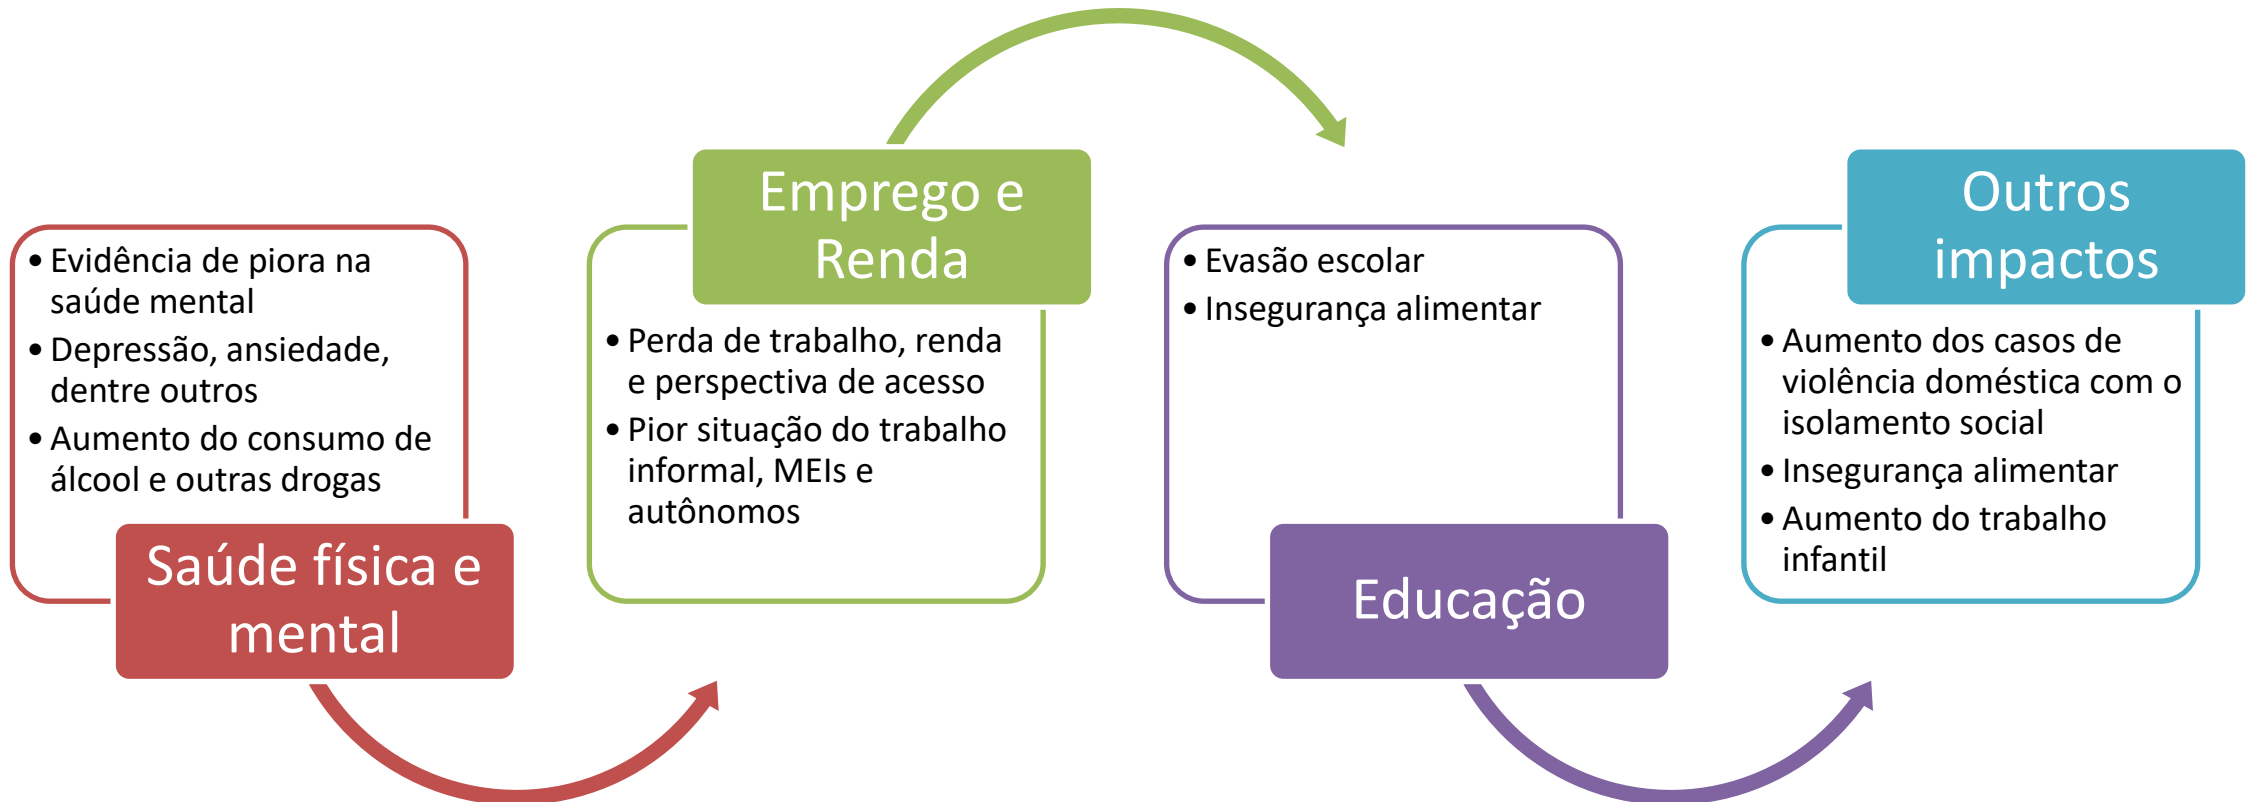 • Evidência de piora na
saúde mental
• Depressão, ansiedade,
dentre outros
• Aumento do consumo de
álcool e outras drogas
Saúde física e
mental
Emprego e
Renda
• Perda de trabalho, renda
e perspectiva de acesso
• Pior situação do trabalho
informal, MEIs e
autônomos
• Evasão escolar
• Insegurança alimentar
Educação
Outros
impactos
• Aumento dos casos de
violência doméstica com o
isolamento social
• Insegurança alimentar
• Aumento do trabalho
infantil